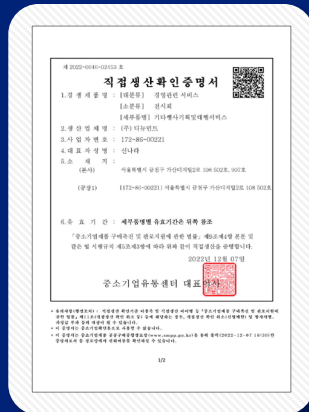 제 2022-0646-02453 호
직접생산확인증명서
1.경 쟁 제 품 명 : [대분류] 경영관련 서비스
[소분류] 전시회
[세부품명] 기타행사기획및대행서비스
2.생 산 업 체 명 : (주) 더뉴먼트
3.사 업 자 번 호 : 172-86-00221
4.대 표 자 성 명 : 신나라
5.소 재 지 :
(본사) 서울특별시 금천구 가산디지털2로 108 502호, 907호
(공장1) [172-86-00221] 서울특별시 금천구 가산디지털2로 108 502호
6.유 효 기 간 : 세부품명별 유효기간은 뒤쪽 참조
「중소기업제품 구매촉진 및 판로지원에 관한 법률」 제9조제4항 본문 및
같은 법 시행규칙 제5조제3항에 따라 위와 같이 직접생산을 증명합니다.
2022년 12월 07일
중소기업유통센터 대표이사
1/2